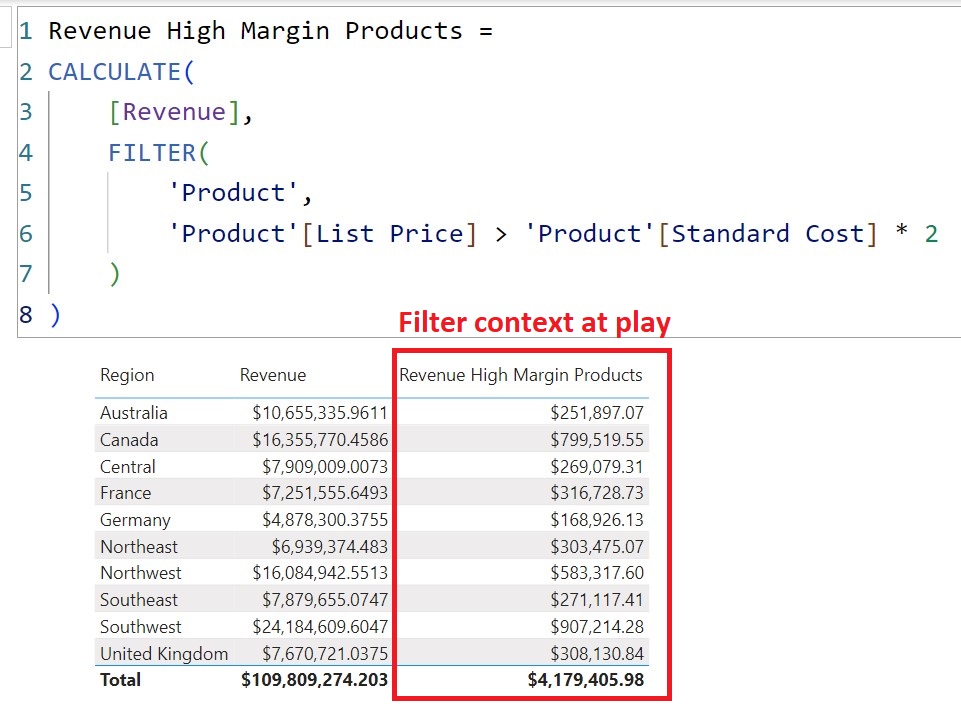 1 Revenue High Margin Products =
2 CALCULATE(
3 [Revenue],
4 FILTER(
5 'Product',
6 'Product'[List Price] > 'Product'[Standard Cost] * 2
7 )
8 )
Filter context at play
Region Revenue Revenue High Margin Products
Australia $10,655,335.9611 $251,897.07
Canada $16,355,770.4586 $799,519.55
Central $7,909,009.0073 $269,079.31
France $7,251,555.6493 $316,728.73
Germany $4,878,300.3755 $168,926.13
Northeast $6,939,374.483 $303,475.07
Northwest $16,084,942.5513 $583,317.60
Southeast $7,879,655.0747 $271,117.41
Southwest $24,184,609.6047 $907,214.28
United Kingdom $7,670,721.0375 $308,130.84
Total $109,809,274.203 $4,179,405.98